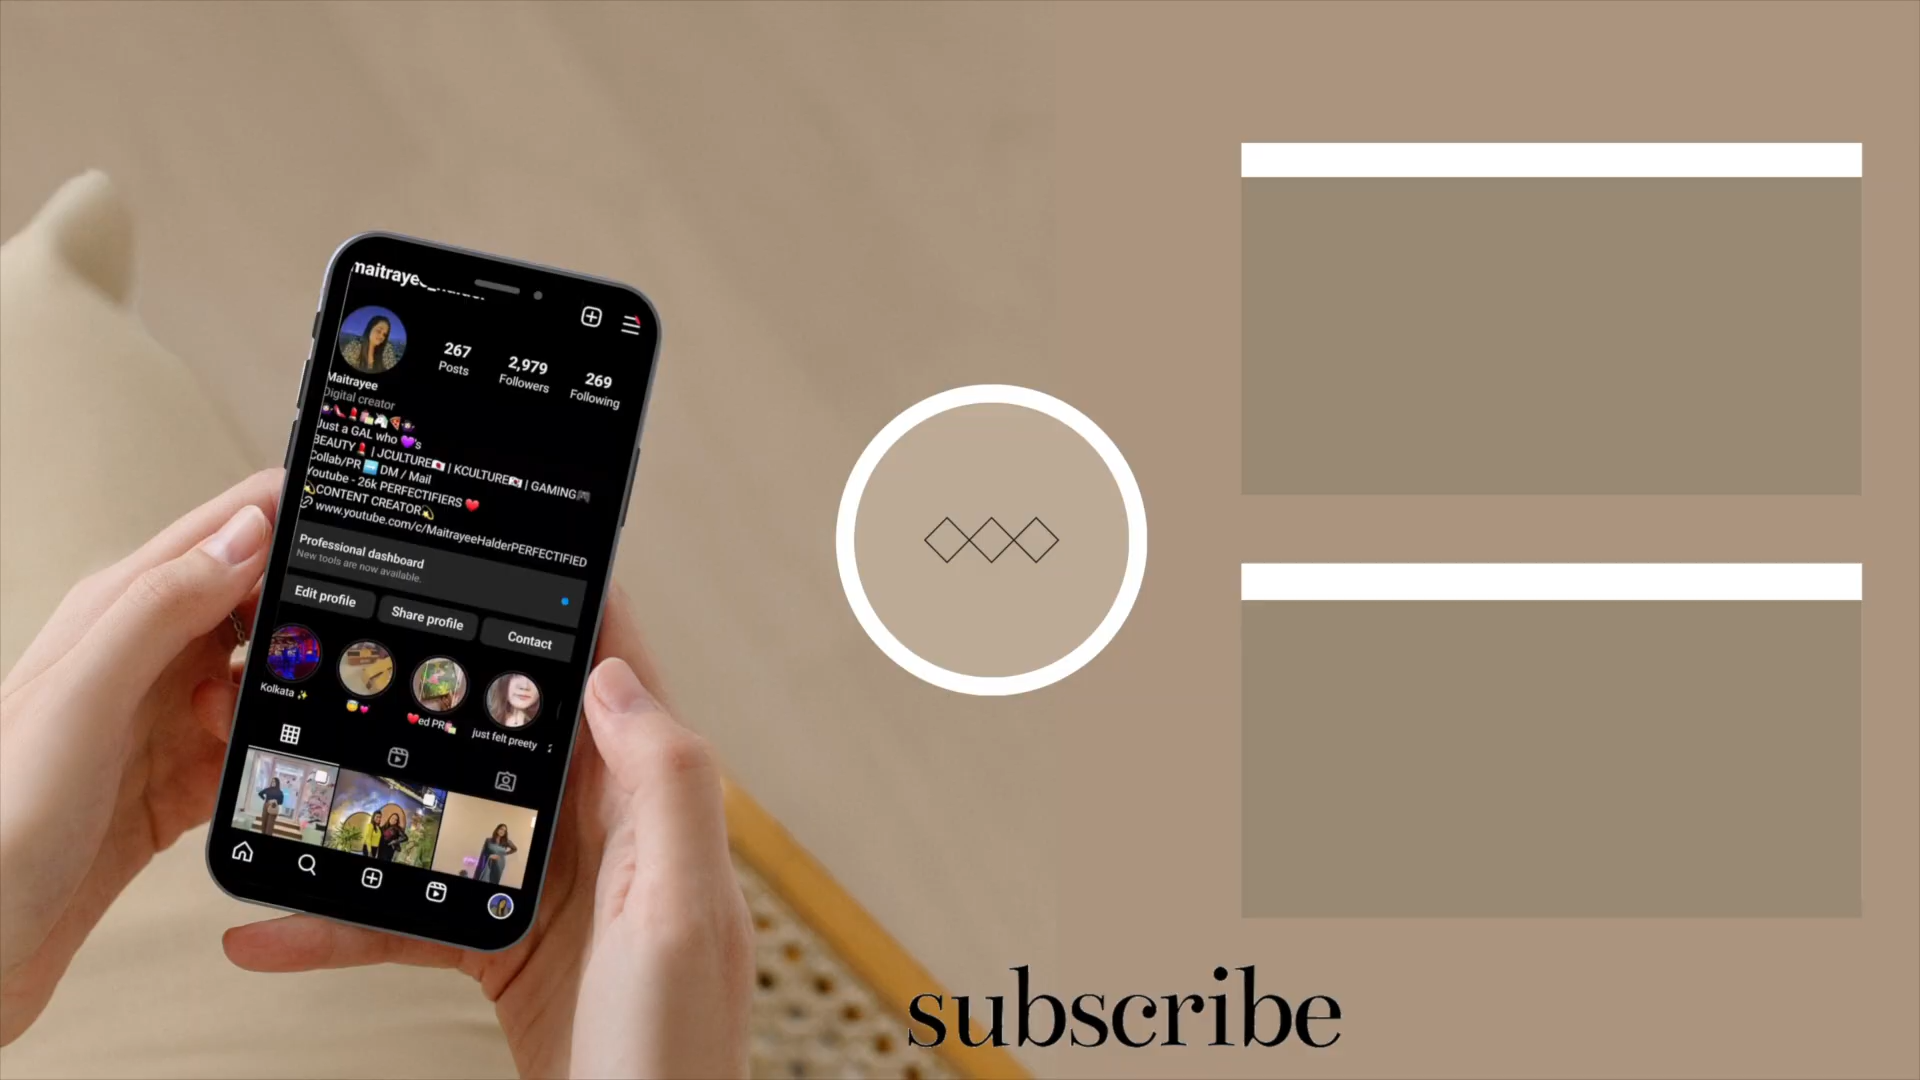 267
Posts
2,979
Followers
269
Following
Maitrayee
Digital creator
Just a GAL who 💜's
BEAUTY💄 | JCULTURE🇯🇵 | KCULTURE🇰🇷 | GAMING🎮
Collab/PR ➡️ DM / Mail
Youtube - 26k PERFECTIFIERS ❤️
💫CONTENT CREATOR💫
www.youtube.com/c/MaitrayeeHalderPERFECTIFIED
Professional dashboard
New tools are now available.
Edit profile
Share profile
Contact
Kolkata ✨
❤️ed PR🛍️
just felt preety
subscribe